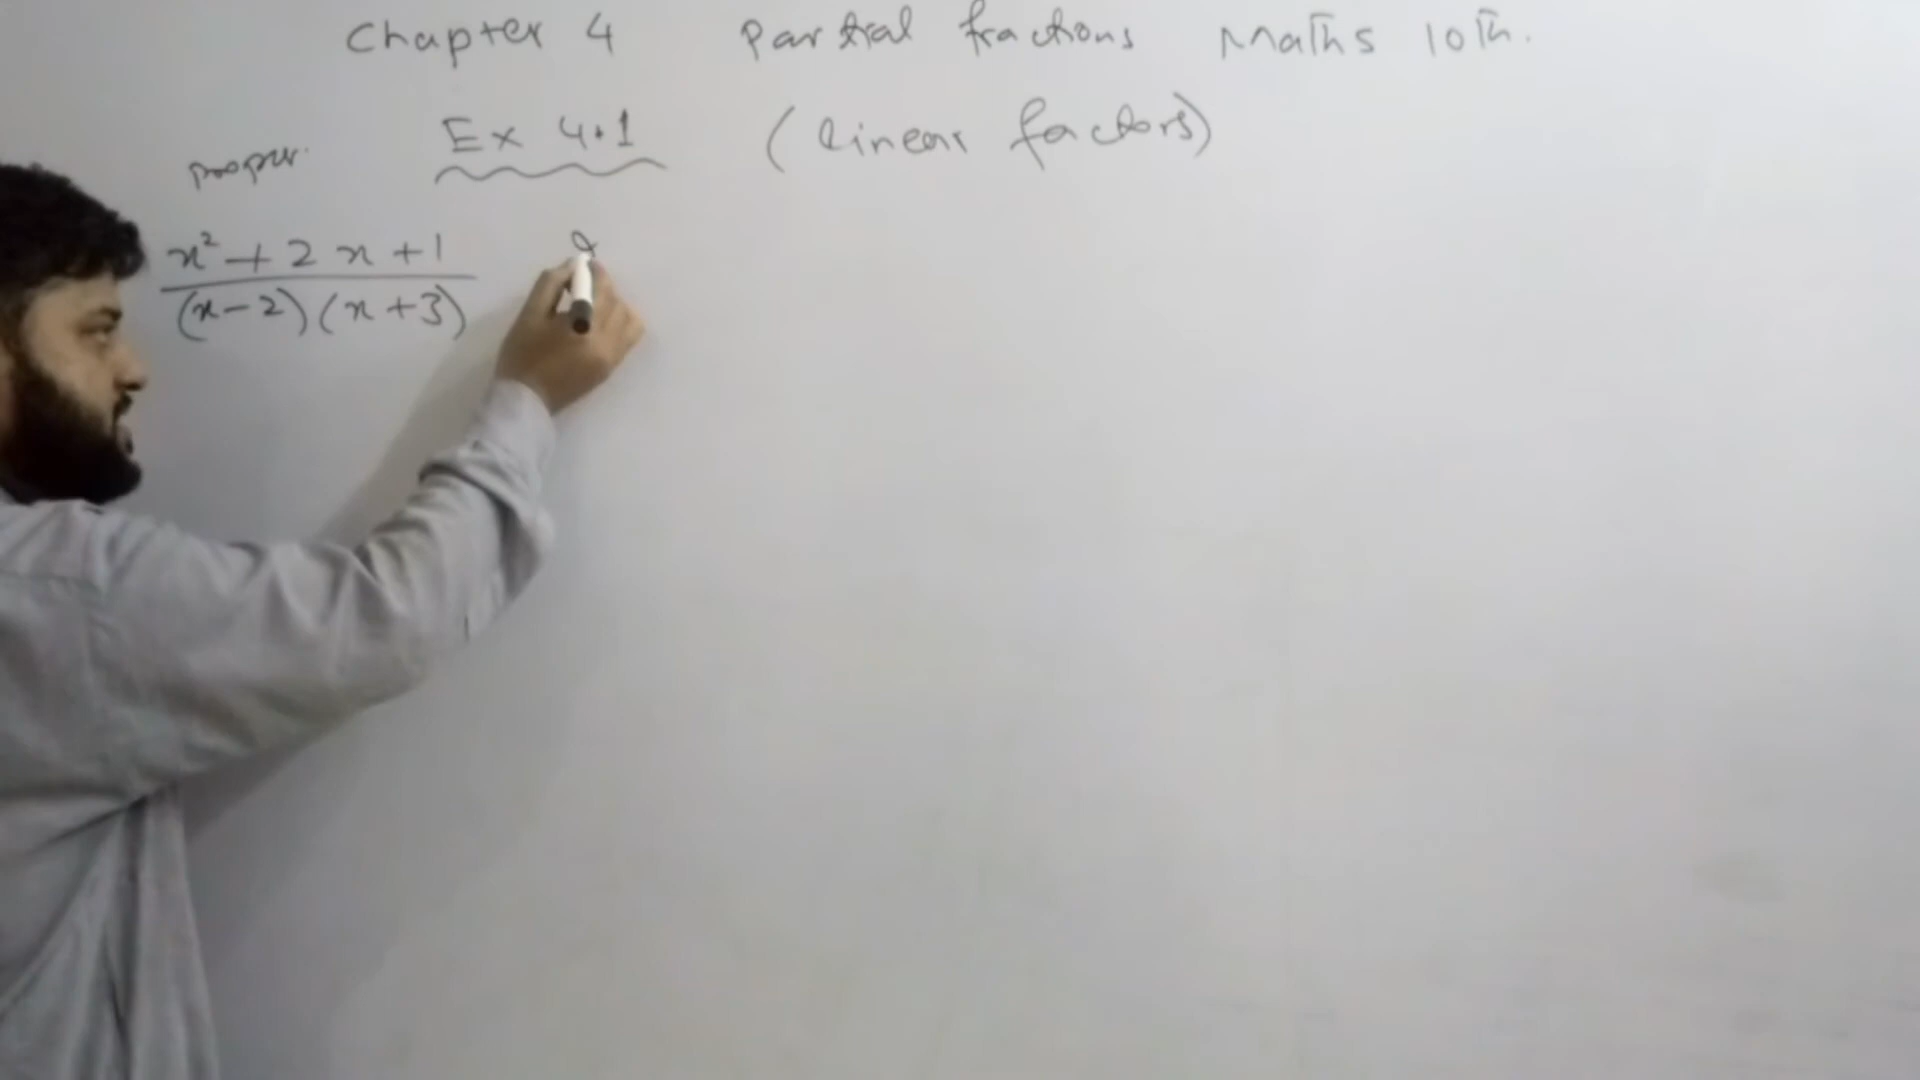 Chapter 4 Partial fractions Maths 10th.
Ex 4.1 (linear factors)
proper
x² + 2x + 1
(x - 2)(x + 3)